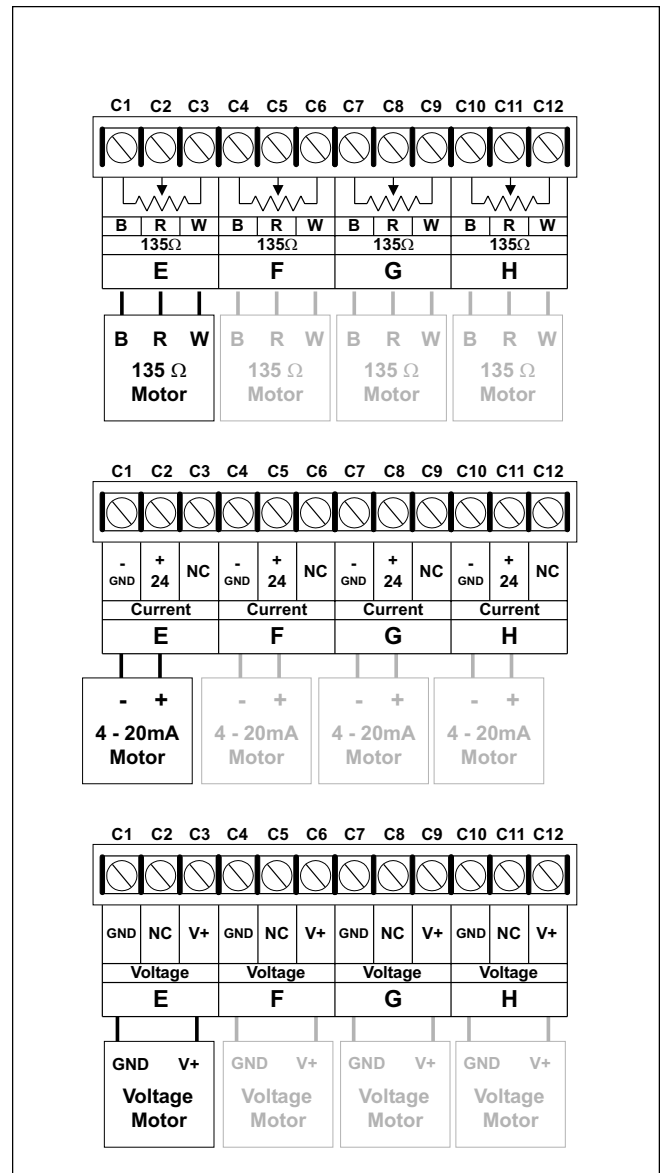 C1 C2 C3 C4 C5 C6 C7 C8 C9 C10 C11 C12
B R W B R W B R W B R W
135Ω 135Ω 135Ω 135Ω
E F G H
B R W B R W B R W B R W
135 Ω 135 Ω 135 Ω 135 Ω
Motor Motor Motor Motor
C1 C2 C3 C4 C5 C6 C7 C8 C9 C10 C11 C12
- + NC - + NC - + NC - + NC
GND 24 GND 24 GND 24 GND 24
Current Current Current Current
E F G H
- + - + - + - +
4 - 20mA 4 - 20mA 4 - 20mA 4 - 20mA
Motor Motor Motor Motor
C1 C2 C3 C4 C5 C6 C7 C8 C9 C10 C11 C12
GND NC V+ GND NC V+ GND NC V+ GND NC V+
Voltage Voltage Voltage Voltage
E F G H
GND V+ GND V+ GND V+ GND V+
Voltage Voltage Voltage Voltage
Motor Motor Motor Motor